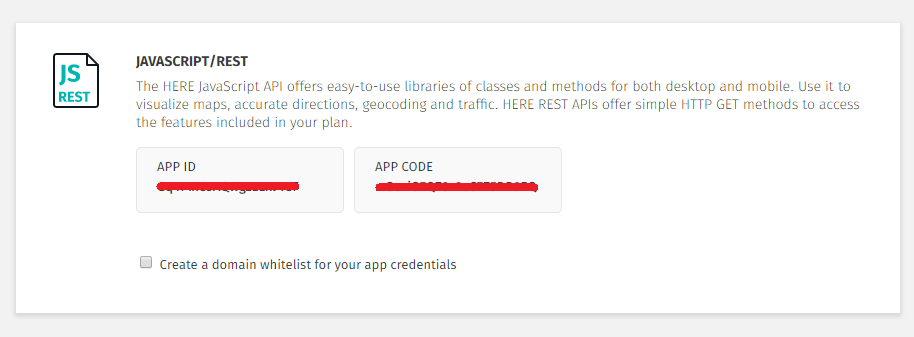 JS
REST
JAVASCRIPT/REST
The HERE JavaScript API offers easy-to-use libraries of classes and methods for both desktop and mobile. Use it to
visualize maps, accurate directions, geocoding and traffic. HERE REST APIs offer simple HTTP GET methods to access
the features included in your plan.
APP ID
APP CODE
Create a domain whitelist for your app credentials